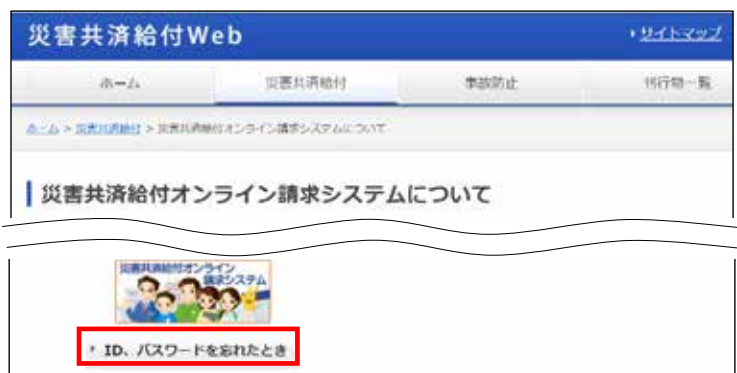 災害共済給付Web
サイトマップ
ホーム 災害共済給付 事故防止 刊行物一覧
ホーム > 災害共済給付 > 災害共済給付オンライン請求システムについて
災害共済給付オンライン請求システムについて
災害共済給付オンライン
請求システム
ID、パスワードを忘れたとき